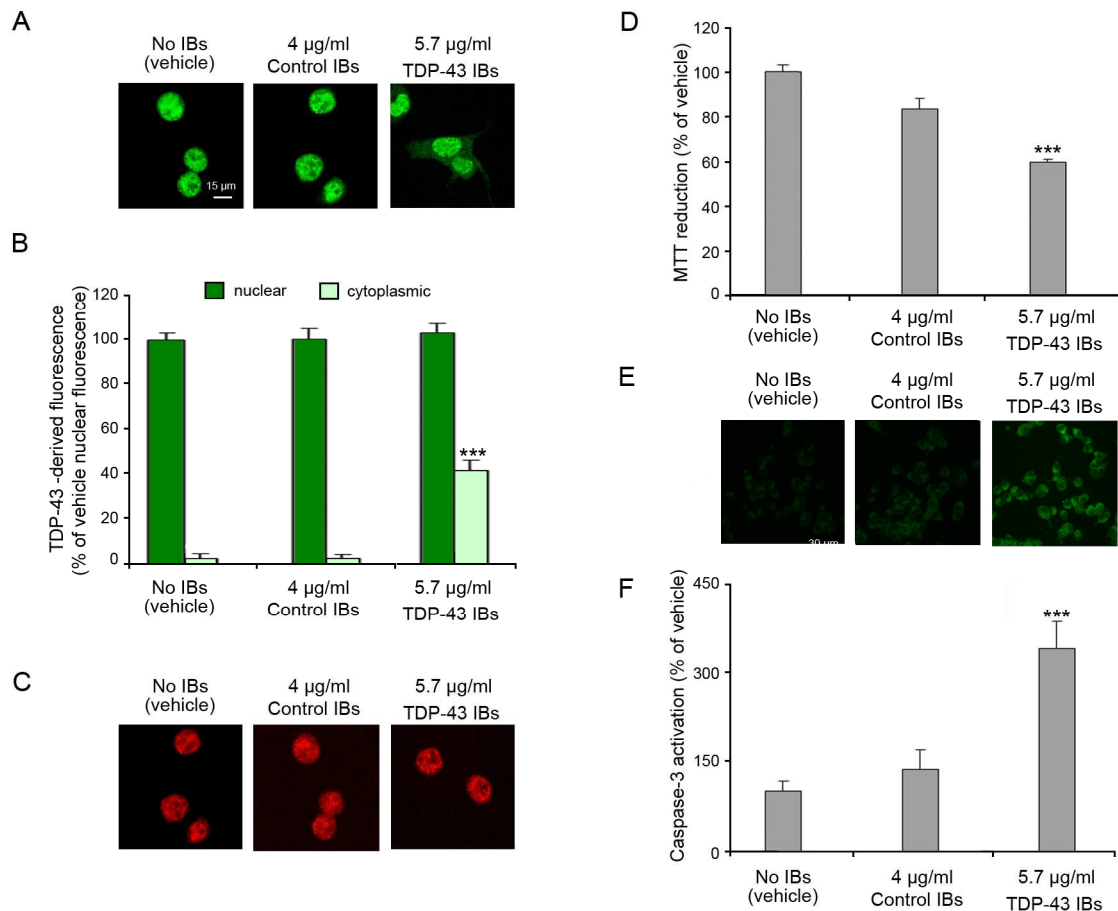 A
No IBs
(vehicle)
4 µg/ml
Control IBs
5.7 µg/ml
TDP-43 IBs
15 µm
B
nuclear
cytoplasmic
TDP-43 -derived fluorescence
(% of vehicle nuclear fluorescence)
120
100
80
60
40
20
0
***
No IBs
(vehicle)
4 µg/ml
Control IBs
5.7 µg/ml
TDP-43 IBs
C
No IBs
(vehicle)
4 µg/ml
Control IBs
5.7 µg/ml
TDP-43 IBs
D
MTT reduction (% of vehicle)
120
100
80
60
40
20
0
***
No IBs
(vehicle)
4 µg/ml
Control IBs
5.7 µg/ml
TDP-43 IBs
E
No IBs
(vehicle)
4 µg/ml
Control IBs
5.7 µg/ml
TDP-43 IBs
30 µm
F
Caspase-3 activation (% of vehicle)
450
300
150
0
***
No IBs
(vehicle)
4 µg/ml
Control IBs
5.7 µg/ml
TDP-43 IBs